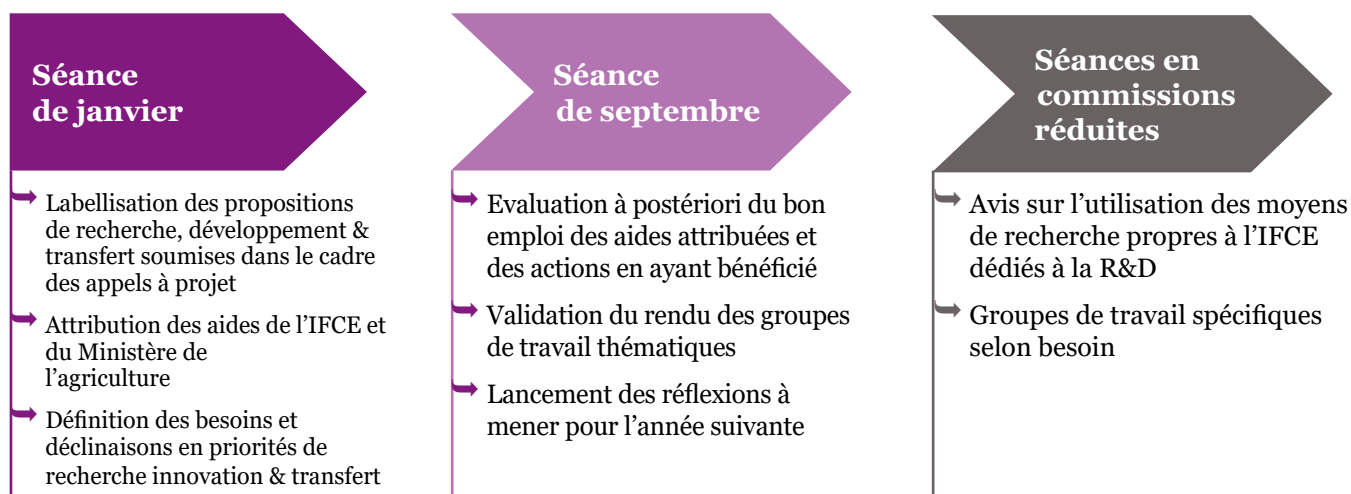 Séance
de janvier
Labellisation des propositions
de recherche, développement &
transfert soumises dans le cadre
des appels à projet
Attribution des aides de l'IFCE et
du Ministère de
l'agriculture
Définition des besoins et
déclinaisons en priorités de
recherche innovation & transfert
Séance
de septembre
Evaluation à postériori du bon
emploi des aides attribuées et
des actions en ayant bénéficié
Validation du rendu des groupes
de travail thématiques
Lancement des réflexions à
mener pour l'année suivante
Séances en
commissions
réduites
Avis sur l'utilisation des moyens
de recherche propres à l'IFCE
dédiés à la R&D
Groupes de travail spécifiques
selon besoin